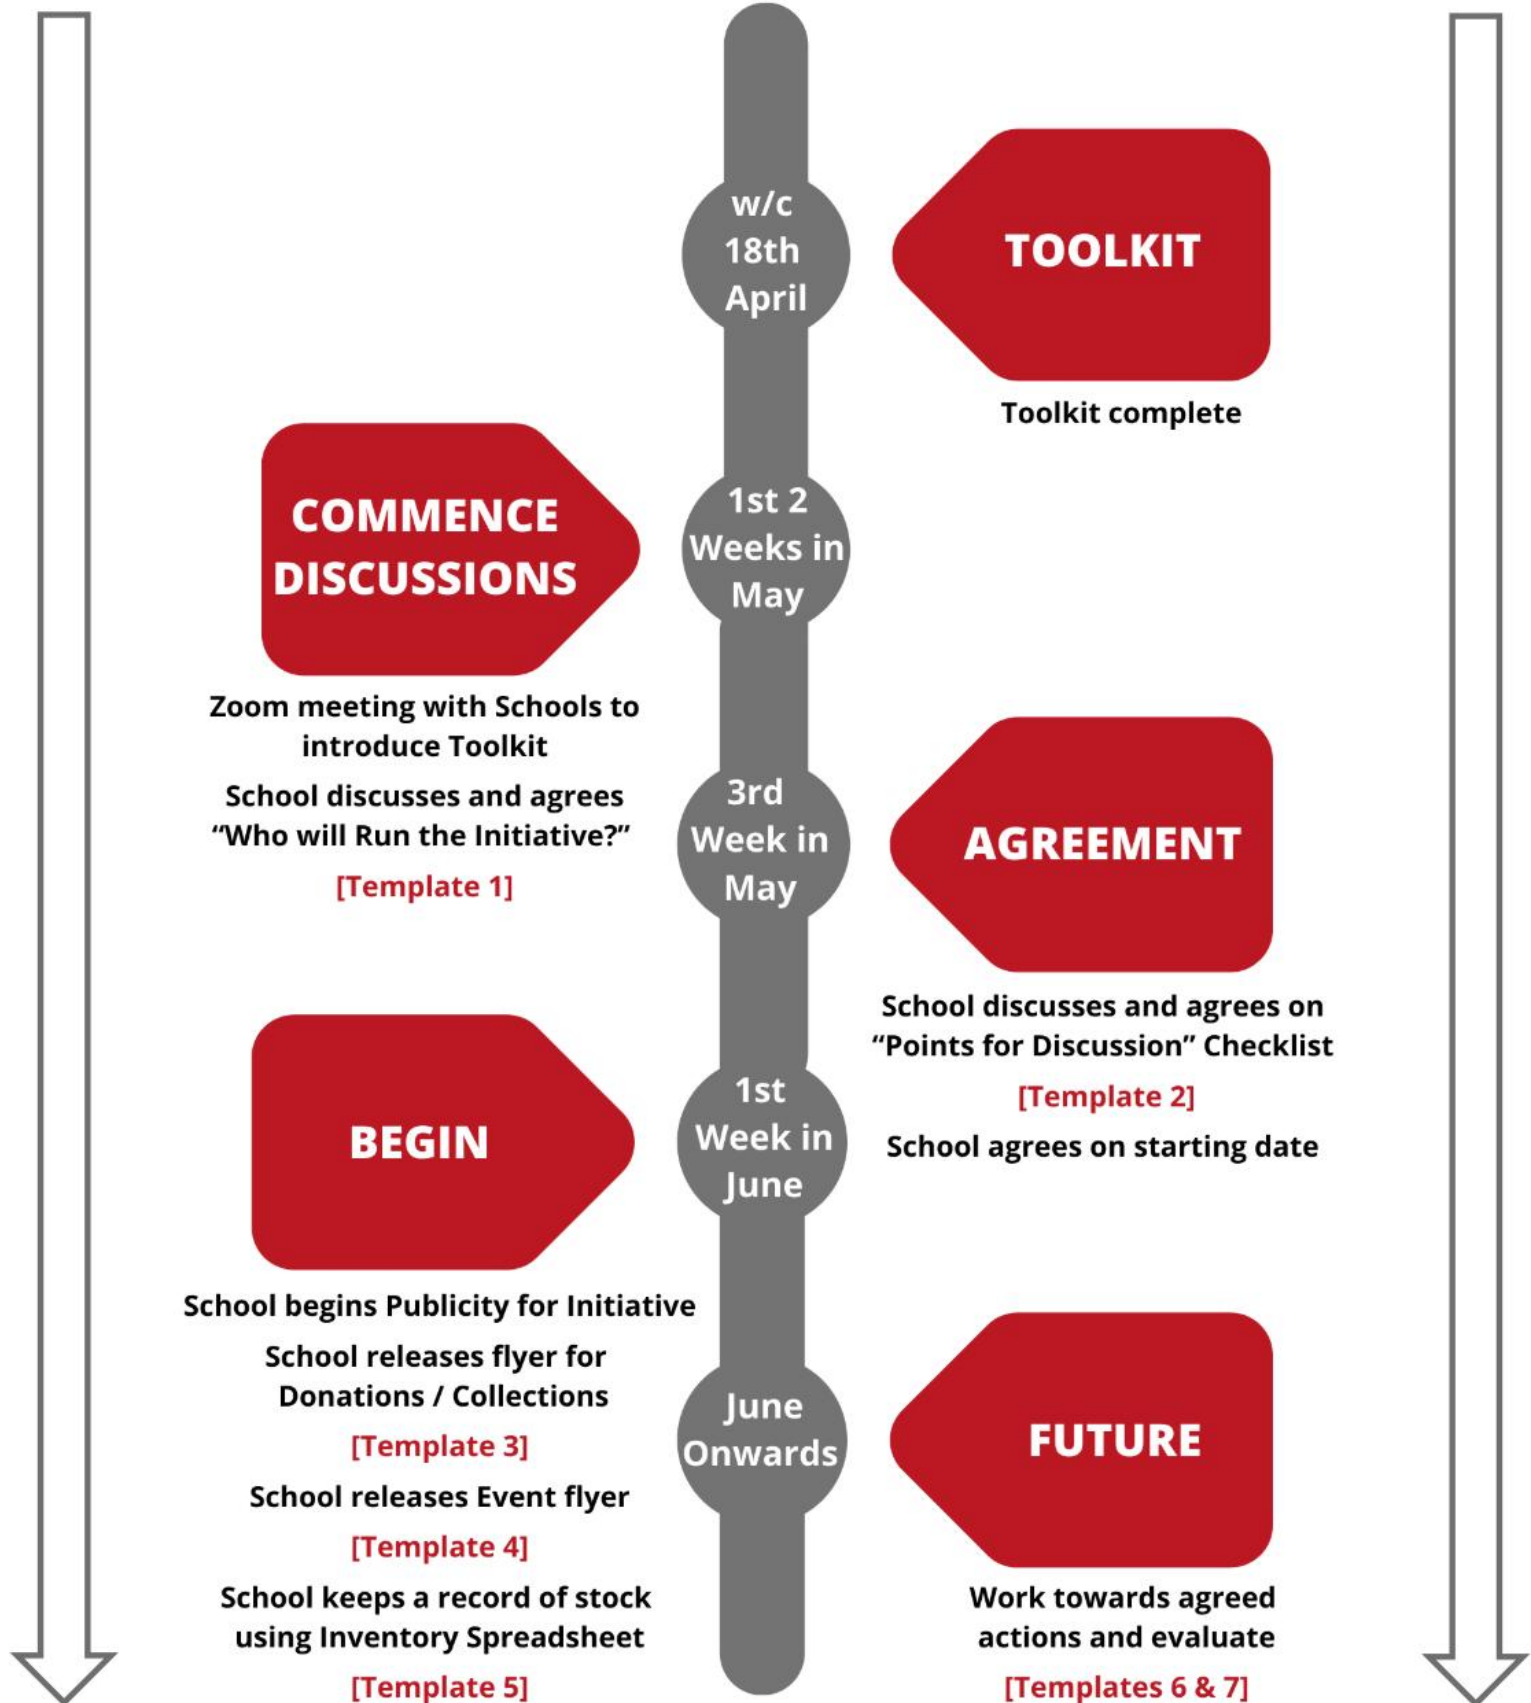 w/c
18th
April
TOOLKIT
Toolkit complete
COMMENCE
DISCUSSIONS
1st 2
Weeks in
May
Zoom meeting with Schools to
introduce Toolkit
School discusses and agrees
“Who will Run the Initiative?”
[Template 1]
3rd
Week in
May
AGREEMENT
School discusses and agrees on
“Points for Discussion” Checklist
[Template 2]
School agrees on starting date
BEGIN
1st
Week in
June
School begins Publicity for Initiative
School releases flyer for
Donations / Collections
[Template 3]
School releases Event flyer
[Template 4]
School keeps a record of stock
using Inventory Spreadsheet
[Template 5]
June
Onwards
FUTURE
Work towards agreed
actions and evaluate
[Templates 6 & 7]